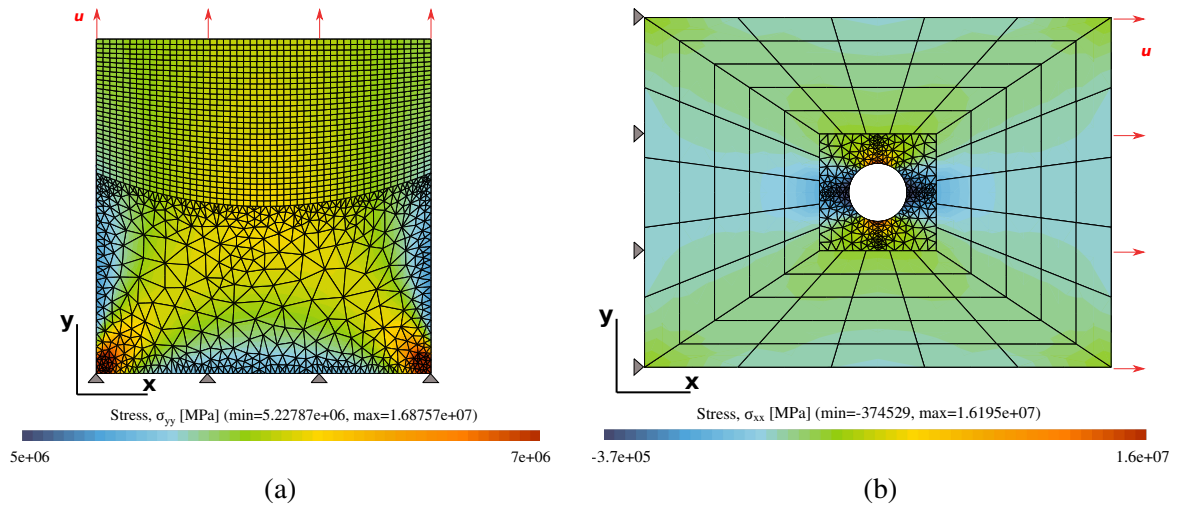 u
y
x
Stress, σyy [MPa] (min=5.22787e+06, max=1.68757e+07)
5e+06 7e+06
(a)
u
y
x
Stress, σxx [MPa] (min=-374529, max=1.6195e+07)
-3.7e+05 1.6e+07
(b)